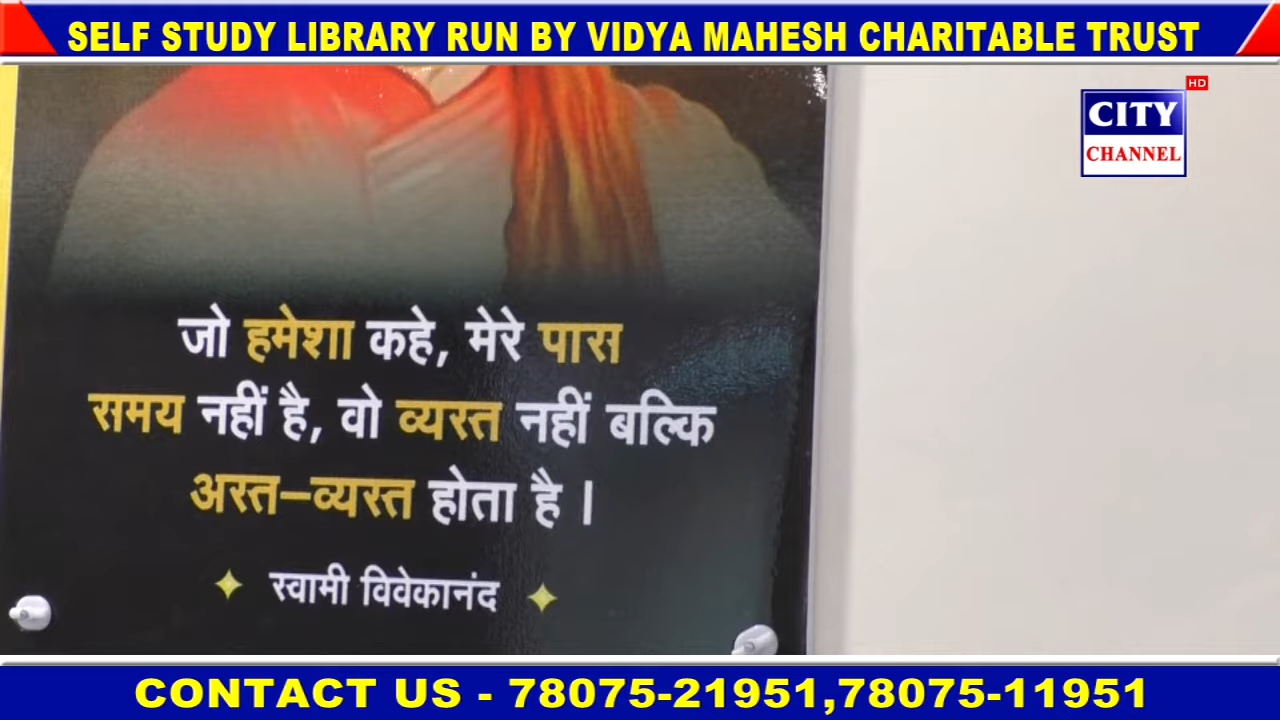 SELF STUDY LIBRARY RUN BY VIDYA MAHESH CHARITABLE TRUST
HD
CITY
CHANNEL
जो हमेशा कहे, मेरे पास
समय नहीं है, वो व्यस्त नहीं बल्कि
अस्त–व्यस्त होता है ।
स्वामी विवेकानंद
CONTACT US - 78075-21951,78075-11951